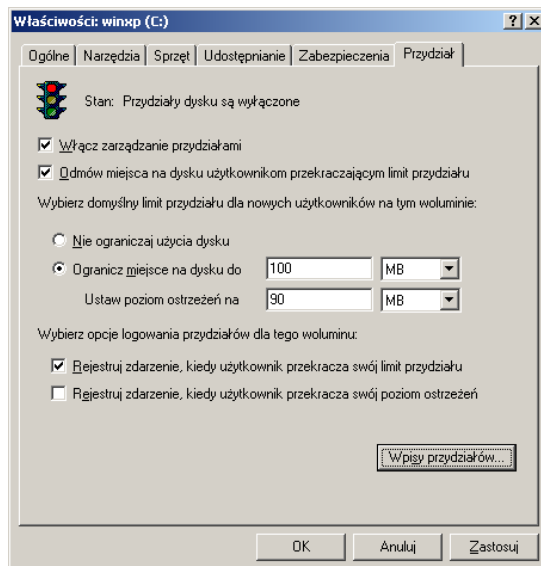 Właściwości: winxp (C:)
Ogólne Narzędzia Sprzęt Udostępnianie Zabezpieczenia Przydział
Stan: Przydziały dysku są wyłączone
Włącz zarządzanie przydziałami
Odmów miejsca na dysku użytkownikom przekraczającym limit przydziału
Wybierz domyślny limit przydziału dla nowych użytkowników na tym woluminie:
Nie ograniczaj użycia dysku
Ogranicz miejsce na dysku do 100 MB
Ustaw poziom ostrzeżeń na 90 MB
Wybierz opcje logowania przydziałów dla tego woluminu:
Rejestruj zdarzenie, kiedy użytkownik przekracza swój limit przydziału
Rejestruj zdarzenie, kiedy użytkownik przekracza swój poziom ostrzeżeń
Wpisy przydziałów...
OK Anuluj Zastosuj